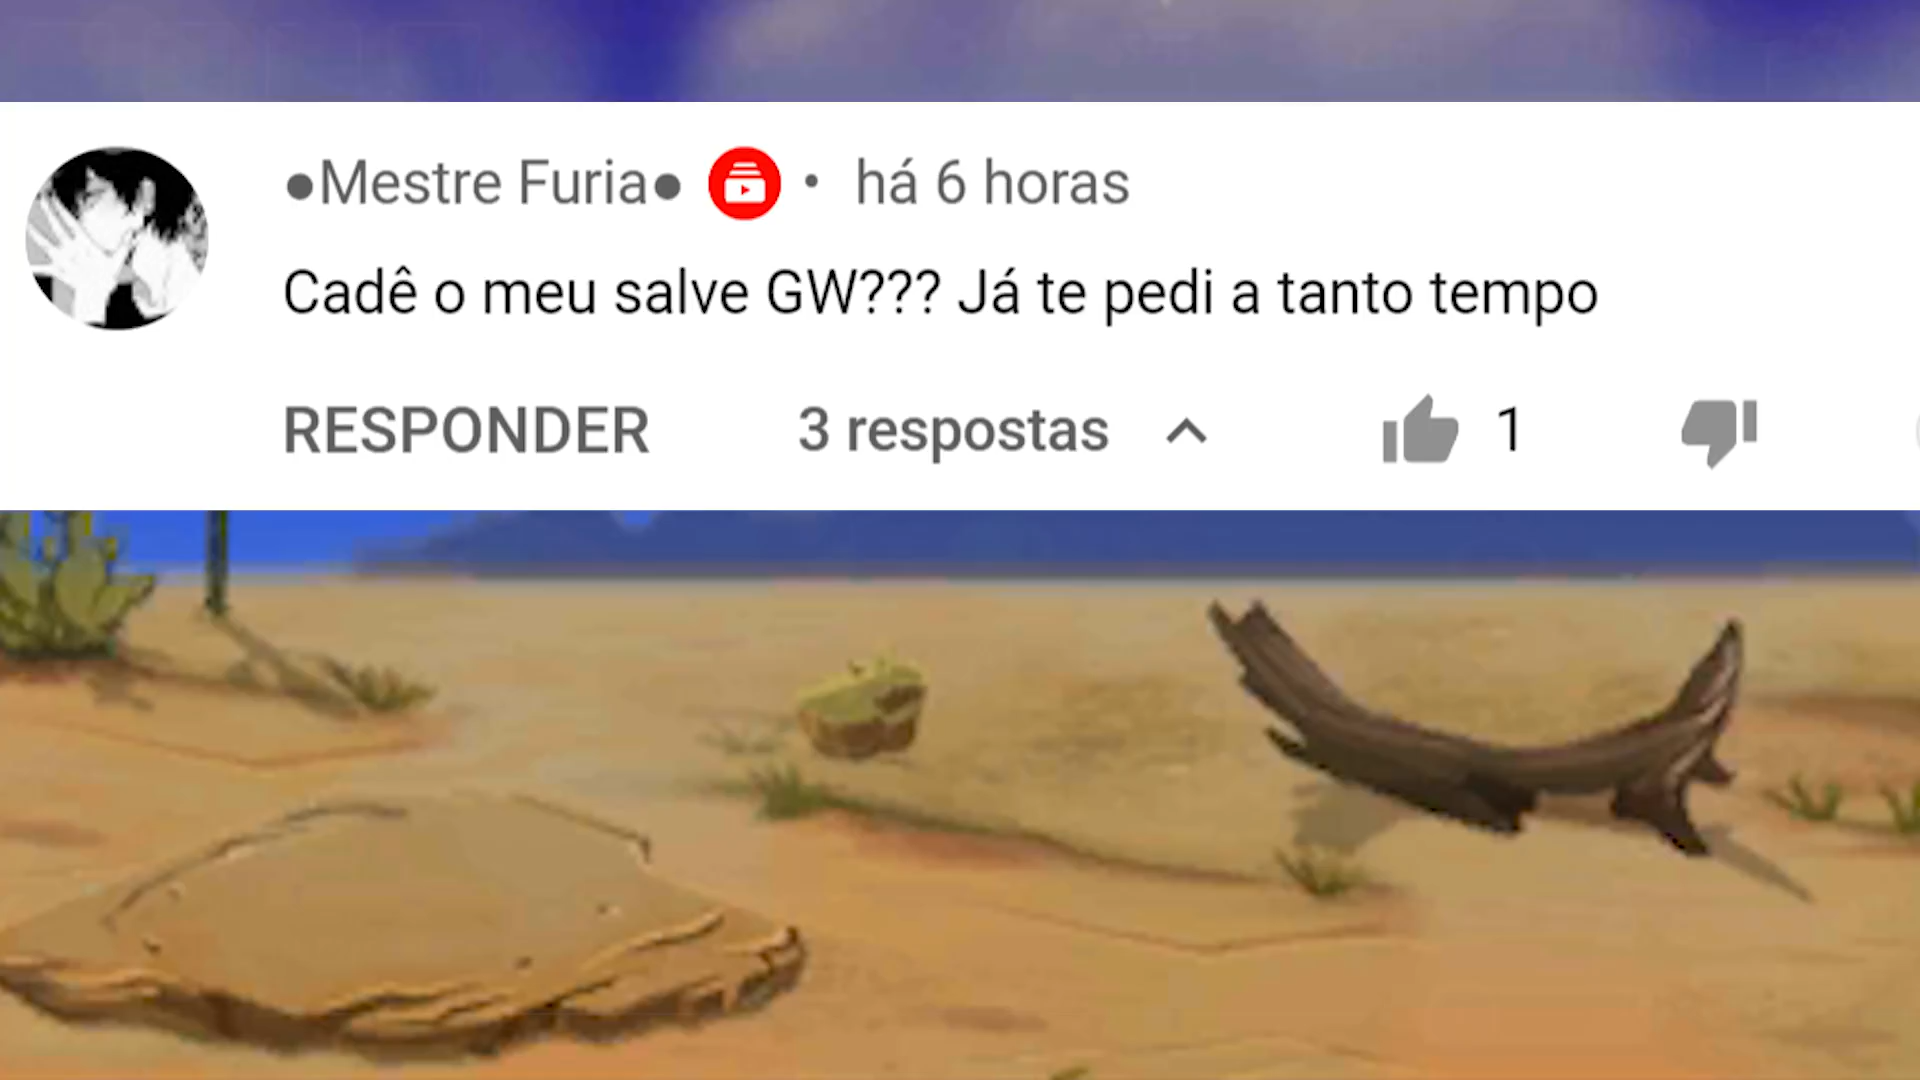 ●Mestre Furia● • há 6 horas
Cadê o meu salve GW??? Já te pedi a tanto tempo
RESPONDER 3 respostas 1